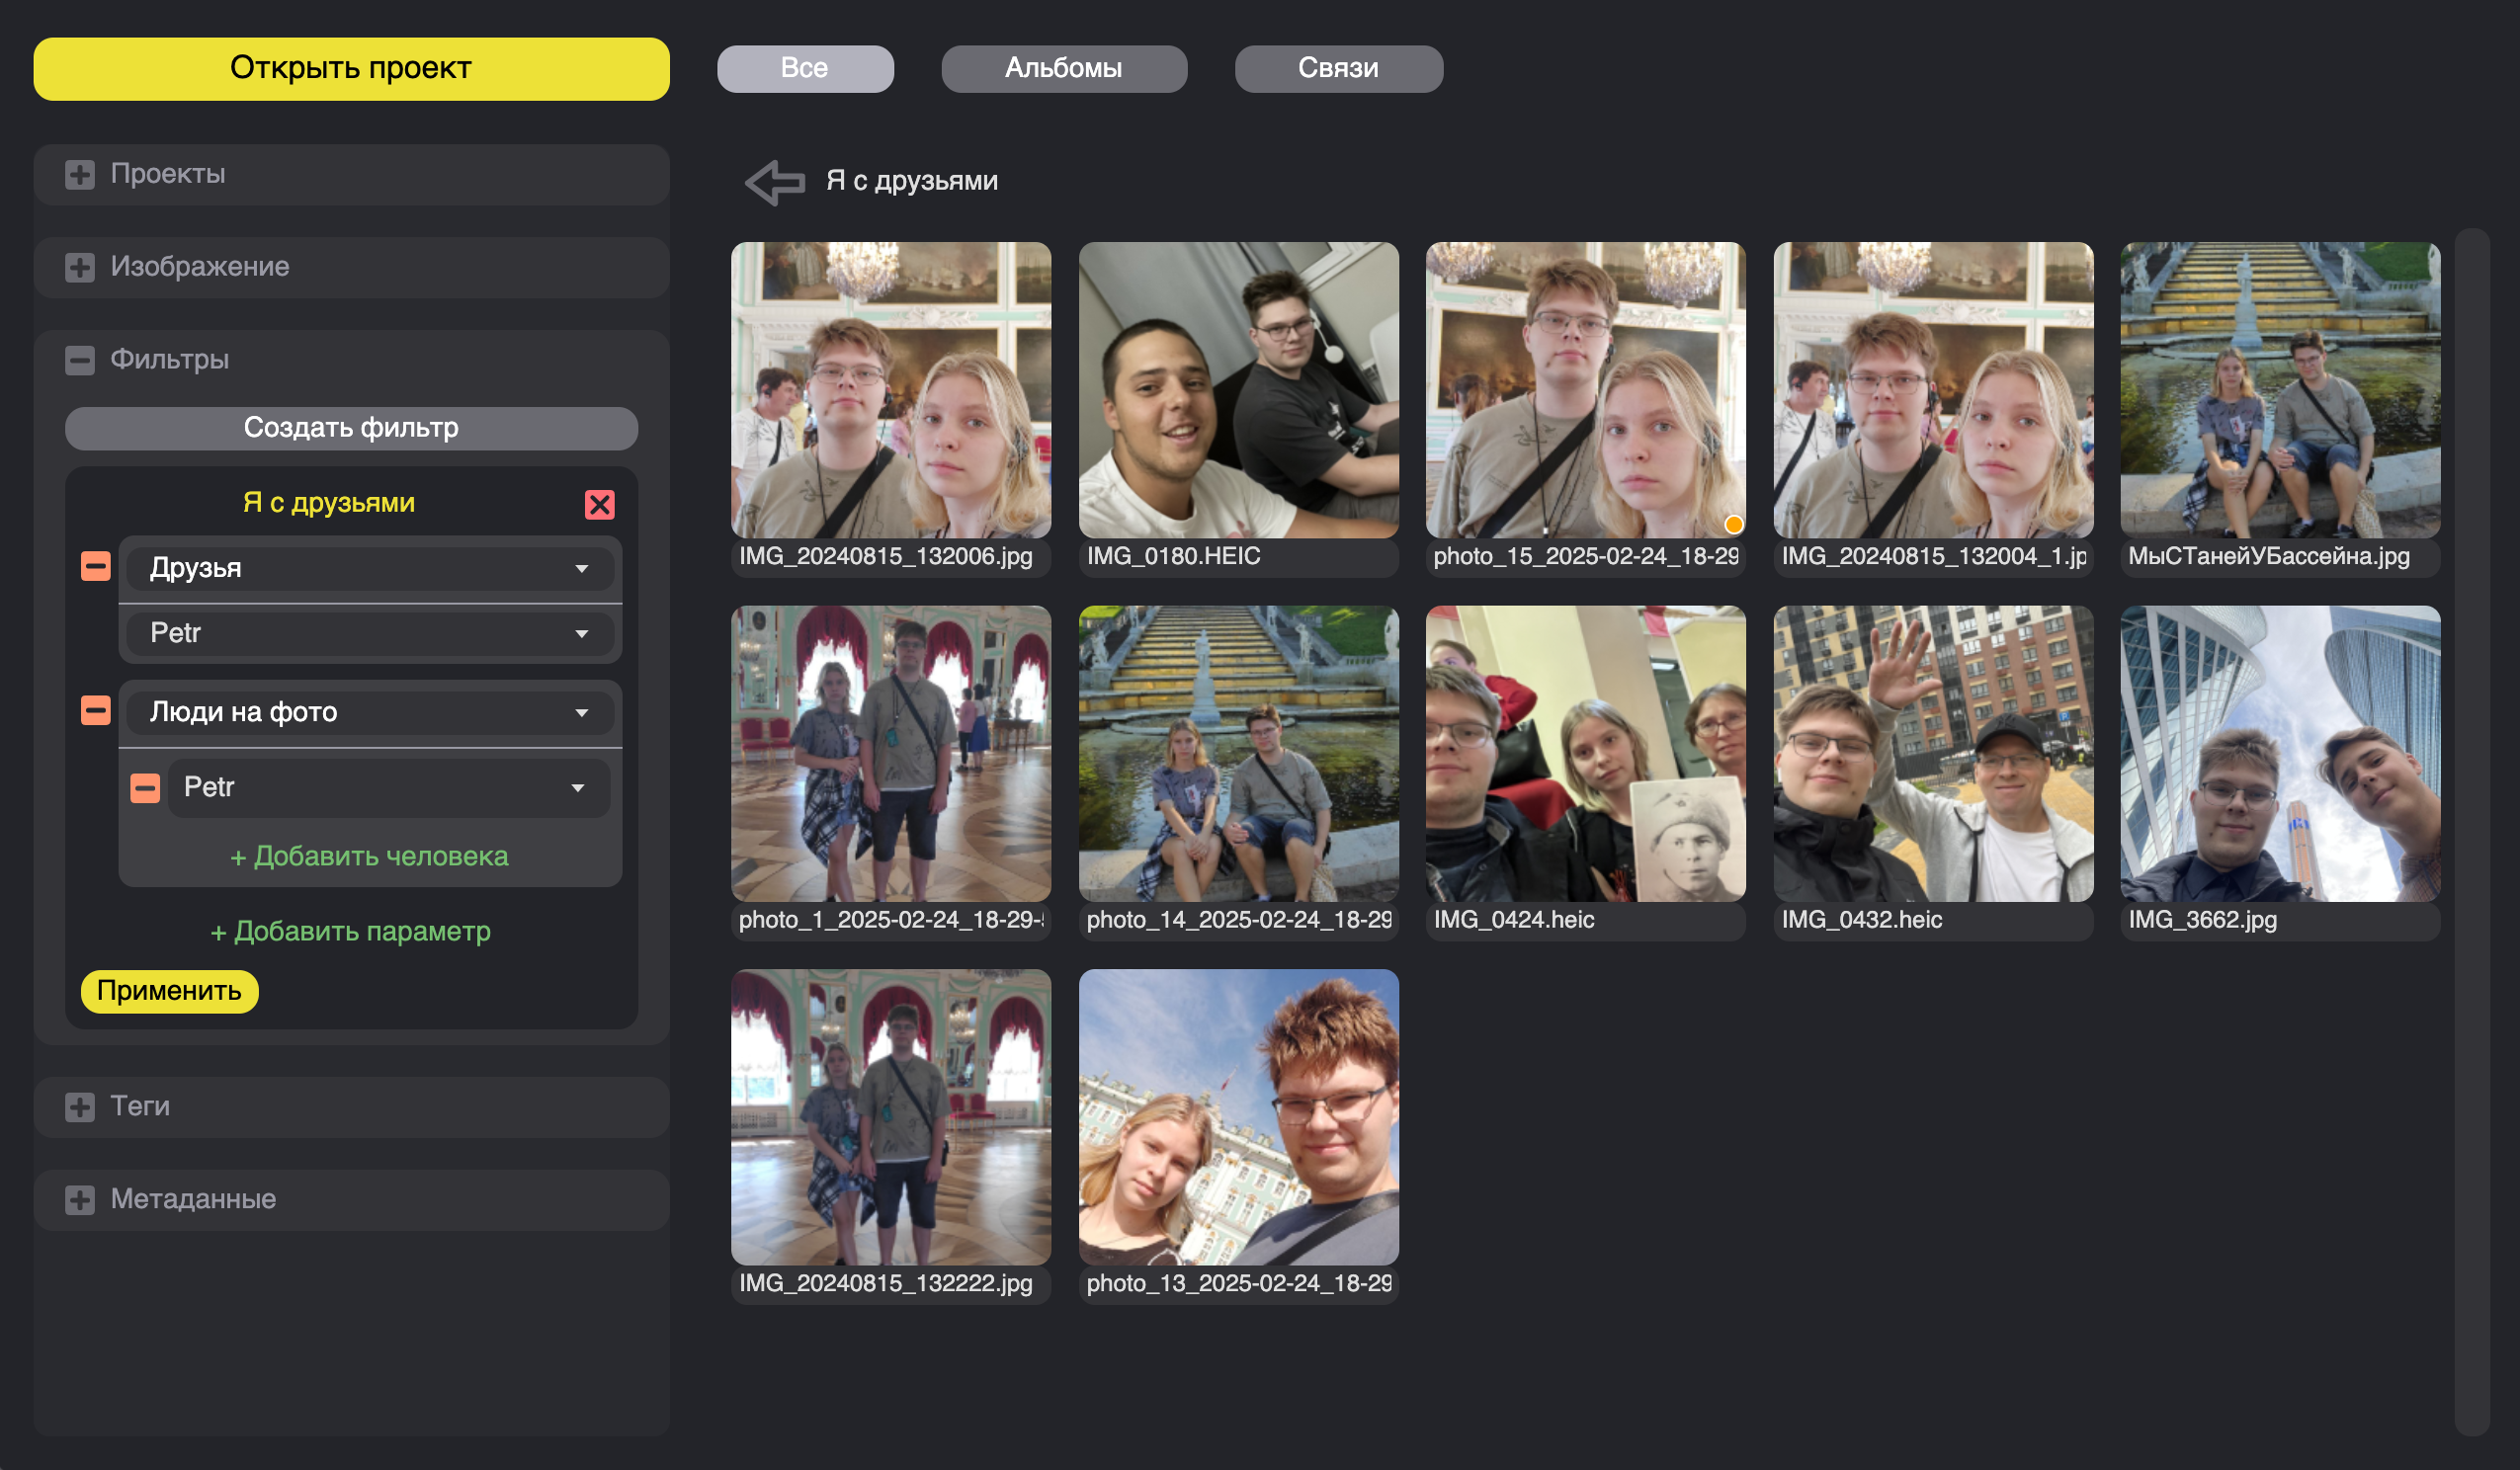 Открыть проект
Все
Альбомы
Связи
Проекты
Изображение
Фильтры
Создать фильтр
Я с друзьями
Друзья
Petr
Люди на фото
Petr
+ Добавить человека
+ Добавить параметр
Применить
Теги
Метаданные
Я с друзьями
IMG_20240815_132006.jpg
IMG_0180.HEIC
photo_15_2025-02-24_18-29
IMG_20240815_132004_1.jp
МыСТанейУБассейна.jpg
photo_1_2025-02-24_18-29-
photo_14_2025-02-24_18-29
IMG_0424.heic
IMG_0432.heic
IMG_3662.jpg
IMG_20240815_132222.jpg
photo_13_2025-02-24_18-29